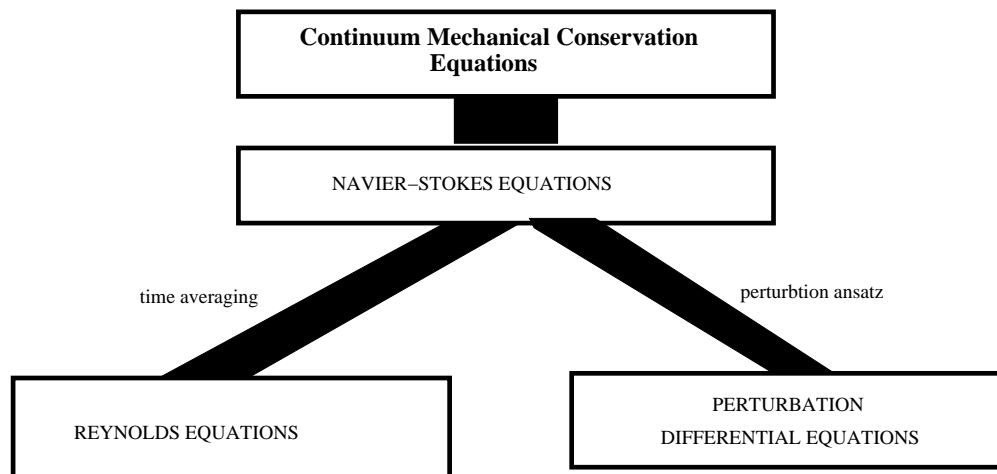 Continuum Mechanical Conservation
Equations
NAVIER–STOKES EQUATIONS
time averaging
perturbtion ansatz
REYNOLDS EQUATIONS
PERTURBATION
DIFFERENTIAL EQUATIONS